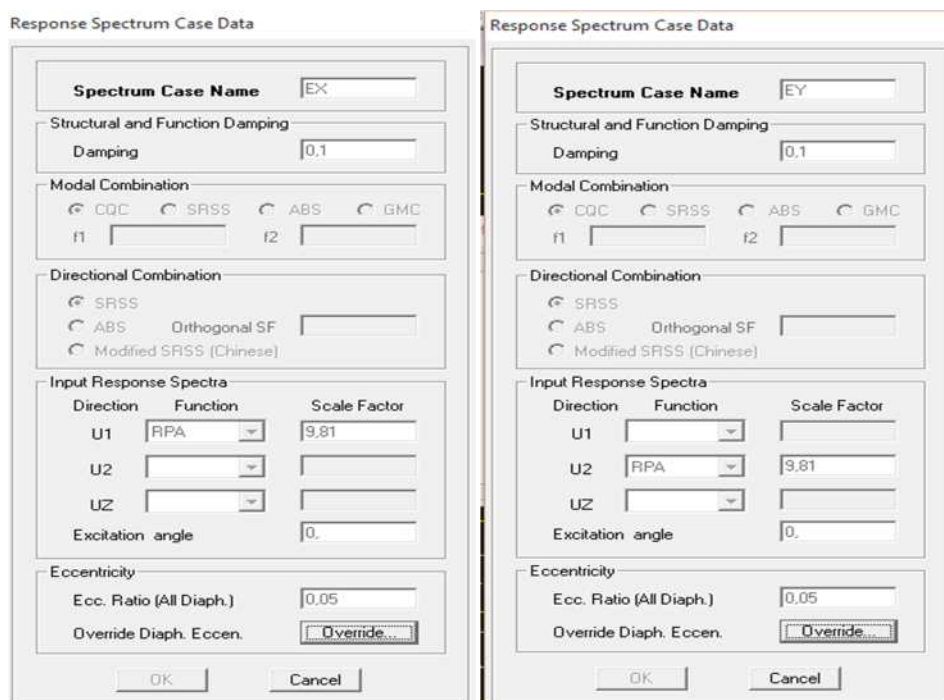 Response Spectrum Case Data
Spectrum Case Name EX
Structural and Function Damping
Damping 0,1
Modal Combination
CQC SRSS ABS GMC
f1 f2
Directional Combination
SRSS
ABS Orthogonal SF
Modified SRSS (Chinese)
Input Response Spectra
Direction Function Scale Factor
U1 RPA 9,81
U2
UZ
Excitation angle 0,
Eccentricity
Ecc. Ratio (All Diaph.) 0,05
Override Diaph. Eccen. Override...
OK Cancel
Response Spectrum Case Data
Spectrum Case Name EY
Structural and Function Damping
Damping 0,1
Modal Combination
CQC SRSS ABS GMC
f1 f2
Directional Combination
SRSS
ABS Orthogonal SF
Modified SRSS (Chinese)
Input Response Spectra
Direction Function Scale Factor
U1
U2 RPA 9,81
UZ
Excitation angle 0,
Eccentricity
Ecc. Ratio (All Diaph.) 0,05
Override Diaph. Eccen. Override...
OK Cancel